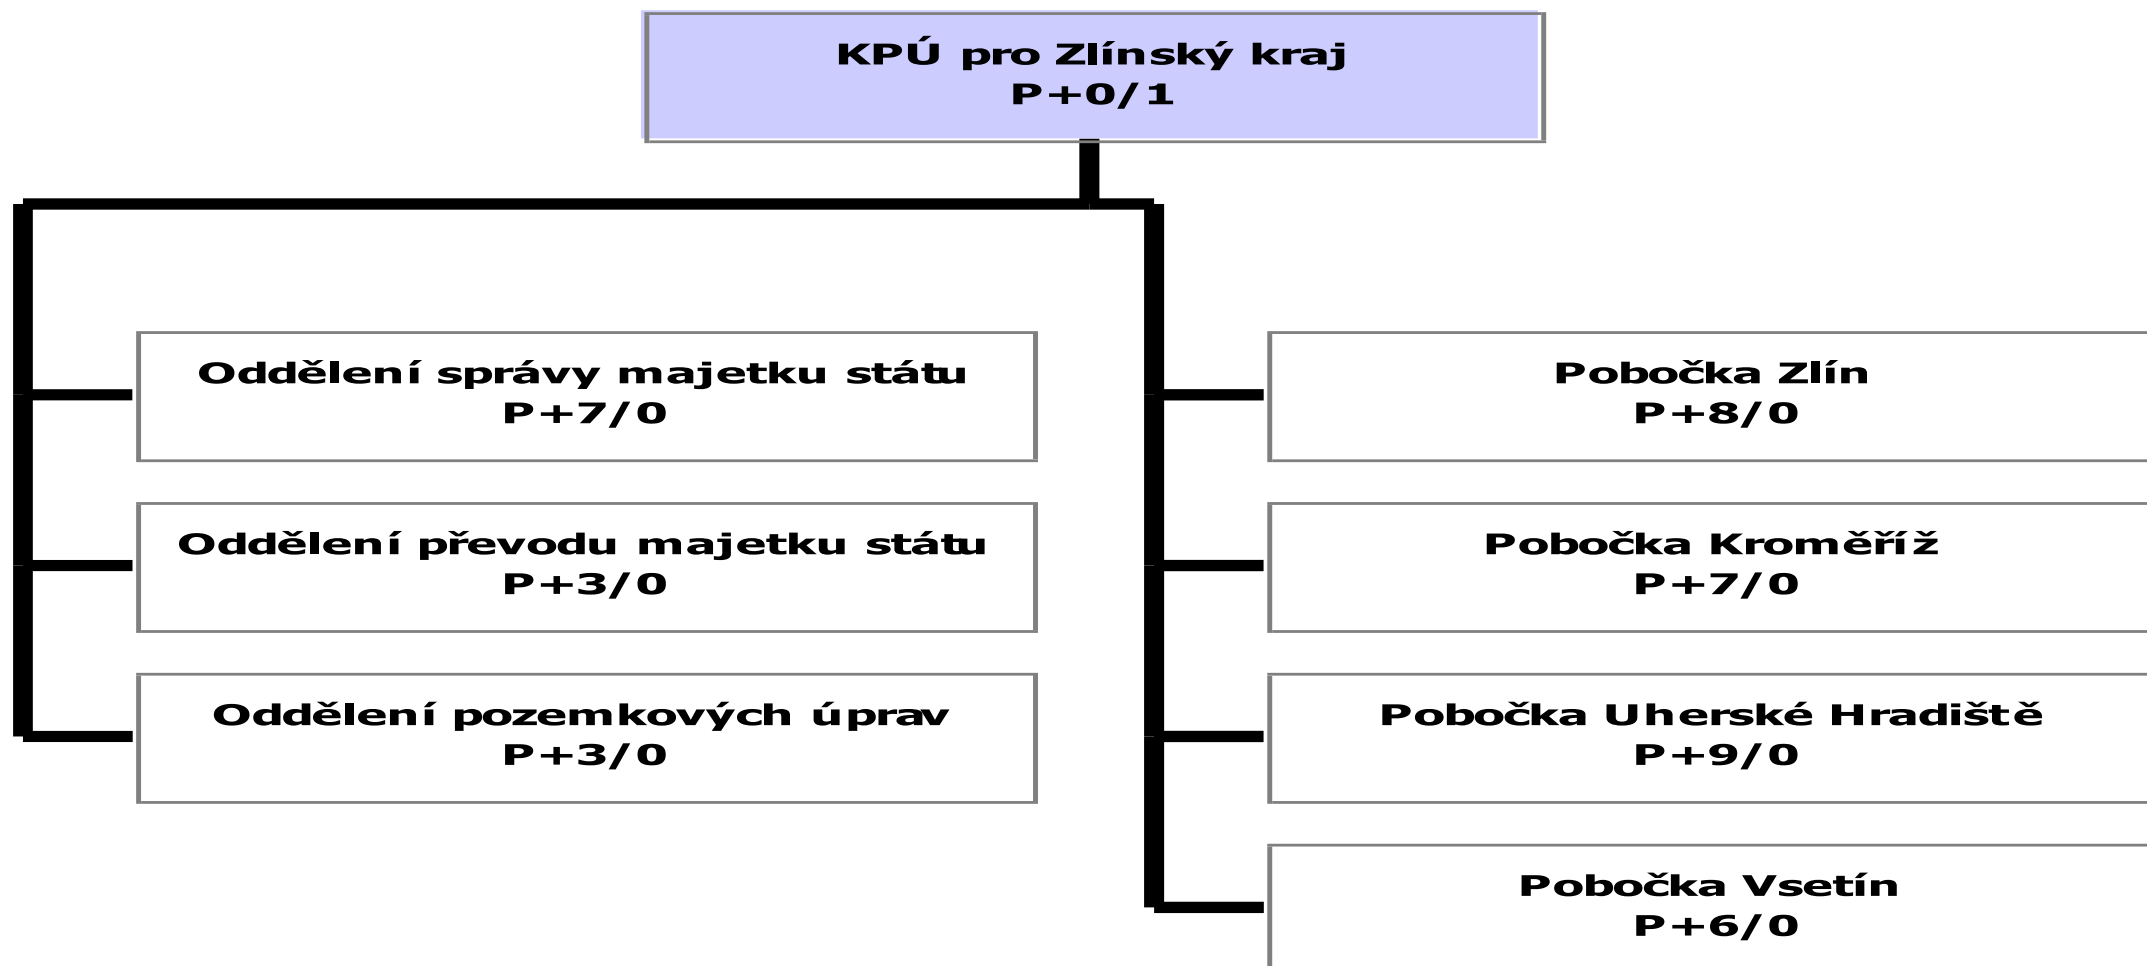 KPÚ pro Zlínský kraj
P+0/1
Oddělení správy majetku státu
P+7/0
Oddělení převodu majetku státu
P+3/0
Oddělení pozemkových úprav
P+3/0
Pobočka Zlín
P+8/0
Pobočka Kroměříž
P+7/0
Pobočka Uherské Hradiště
P+9/0
Pobočka Vsetín
P+6/0